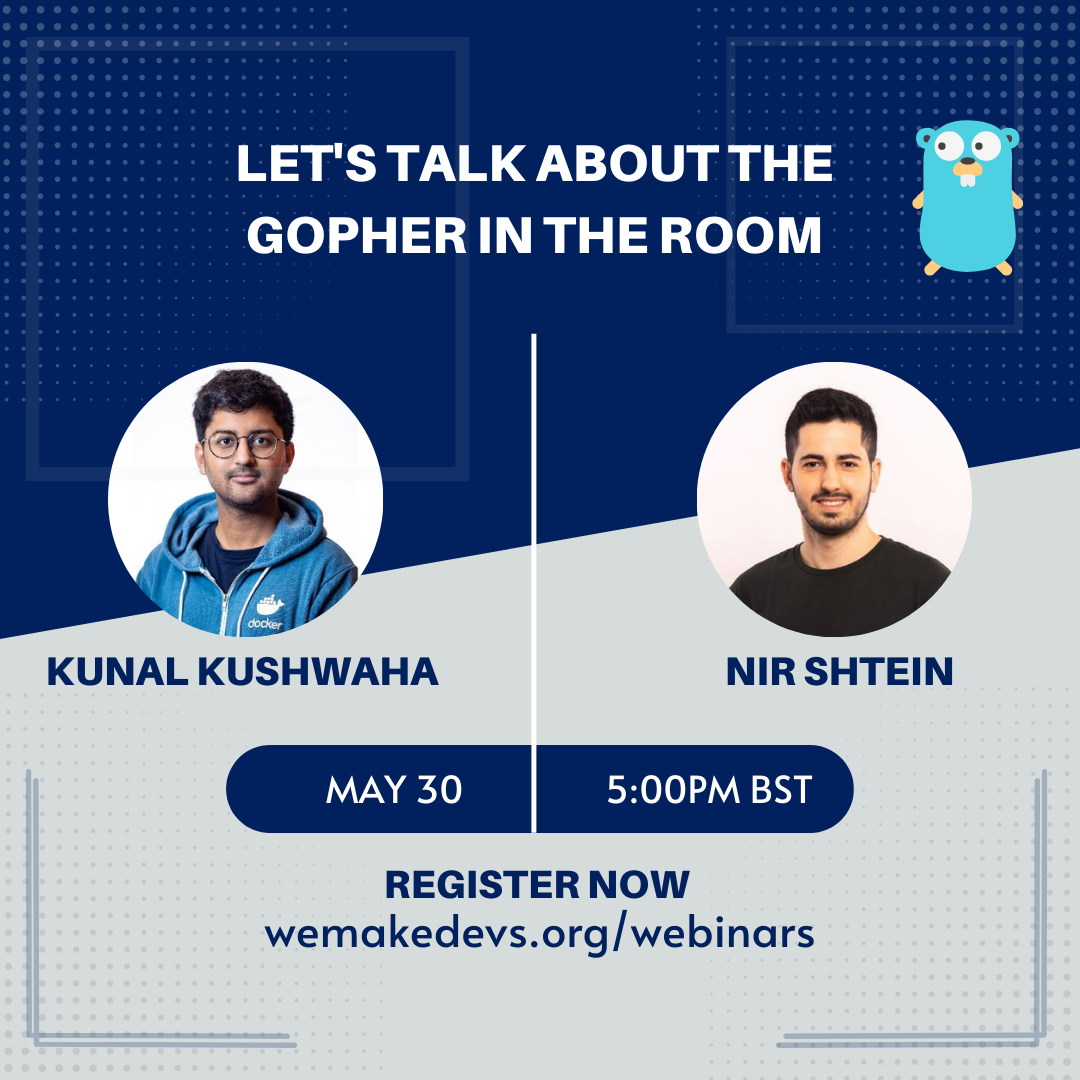 LET'S TALK ABOUT THE
GOPHER IN THE ROOM
docker
KUNAL KUSHWAHA
NIR SHTEIN
MAY 30
5:00PM BST
REGISTER NOW
wemakedevs.org/webinars